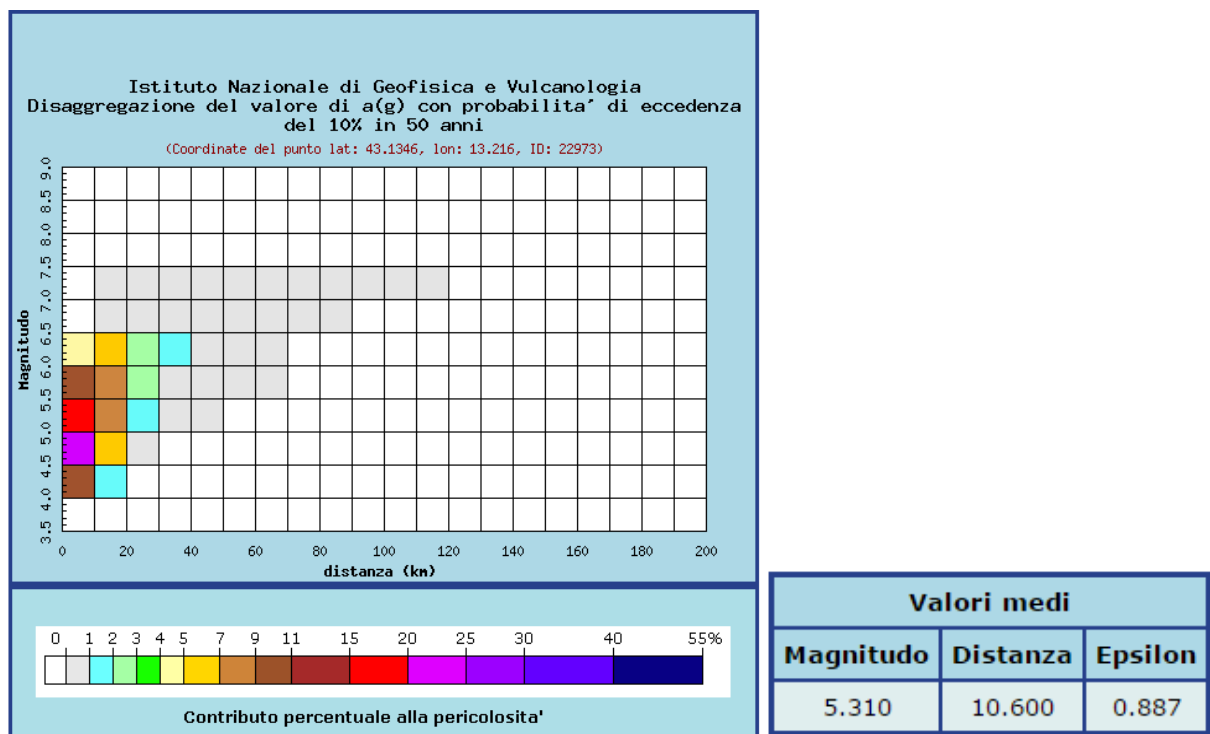 Istituto Nazionale di Geofisica e Vulcanologia
Disaggregazione del valore di a(g) con probabilita´ di eccedenza
del 10% in 50 anni
(Coordinate del punto lat: 43.1346, lon: 13.216, ID: 22973)
9.0
8.5
8.0
7.5
7.0
6.5
6.0
5.5
5.0
4.5
4.0
3.5
Magnitudo
0 20 40 60 80 100 120 140 160 180 200
distanza (km)
0 1 2 3 4 5 7 9 11 15 20 25 30 40 55%
Contributo percentuale alla pericolosita'
Valori medi
Magnitudo Distanza Epsilon
5.310 10.600 0.887